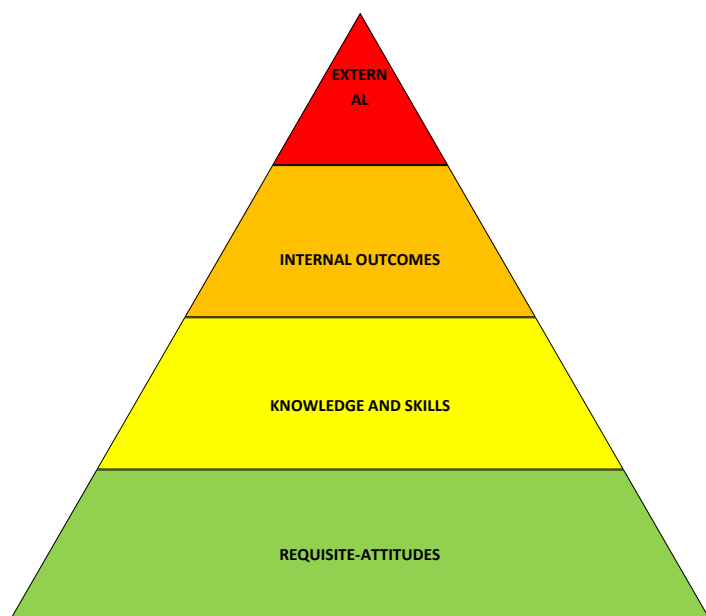 EXTERN
AL
INTERNAL OUTCOMES
KNOWLEDGE AND SKILLS
REQUISITE-ATTITUDES